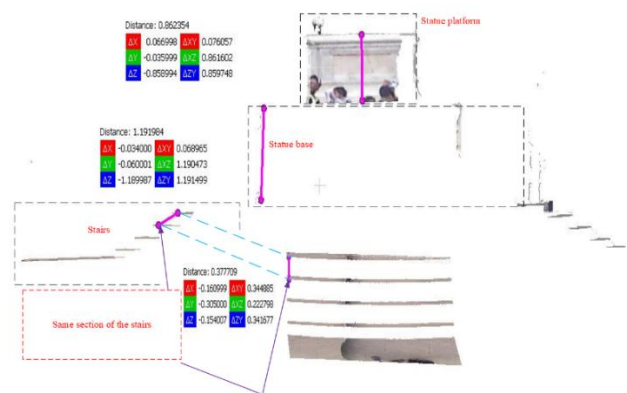 Distance: 0.862354
ΔX 0.066998 ΔXY 0.076057
ΔY -0.035999 ΔXZ 0.861602
ΔZ -0.858994 ΔZY 0.859748
Statue platform
Distance: 1.191984
ΔX -0.034000 ΔXY 0.068965
ΔY -0.060001 ΔXZ 1.190473
ΔZ -1.189987 ΔZY 1.191499
Statue base
Stairs
Distance: 0.377709
ΔX -0.160999 ΔXY 0.344885
ΔY -0.305000 ΔXZ 0.222798
ΔZ -0.154007 ΔZY 0.341677
Same section of the stairs